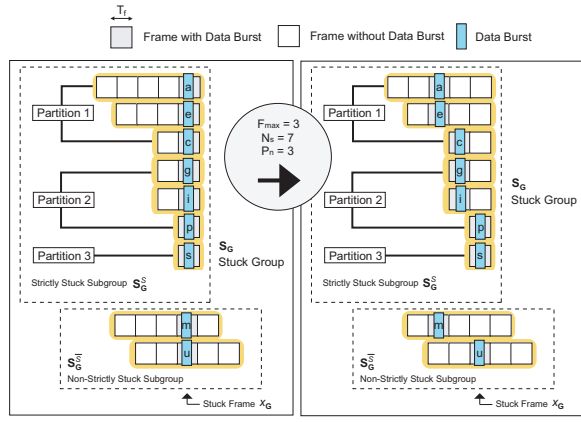 T_f
Frame with Data Burst
Frame without Data Burst
Data Burst
Partition 1
a
e
c
Partition 2
g
i
p
Partition 3
s
S_G
Stuck Group
Strictly Stuck Subgroup S_G^S
m
u
S_G^S̅
Non-Strictly Stuck Subgroup
Stuck Frame x_G
F_max = 3
N_s = 7
P_n = 3
Partition 1
a
e
c
Partition 2
g
i
p
Partition 3
s
S_G
Stuck Group
Strictly Stuck Subgroup S_G^S
m
u
S_G^S̅
Non-Strictly Stuck Subgroup
Stuck Frame x_G